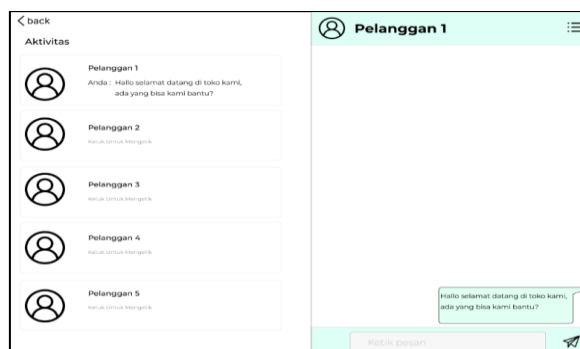 < back
Aktivitas
Pelanggan 1
Anda : Hallo selamat datang di toko kami,
ada yang bisa kami bantu?
Pelanggan 2
Ketuk Untuk Mengetik
Pelanggan 3
Ketuk Untuk Mengetik
Pelanggan 4
Ketuk Untuk Mengetik
Pelanggan 5
Ketuk Untuk Mengetik
Pelanggan 1
Hallo selamat datang di toko kami,
ada yang bisa kami bantu?
Ketik pesan